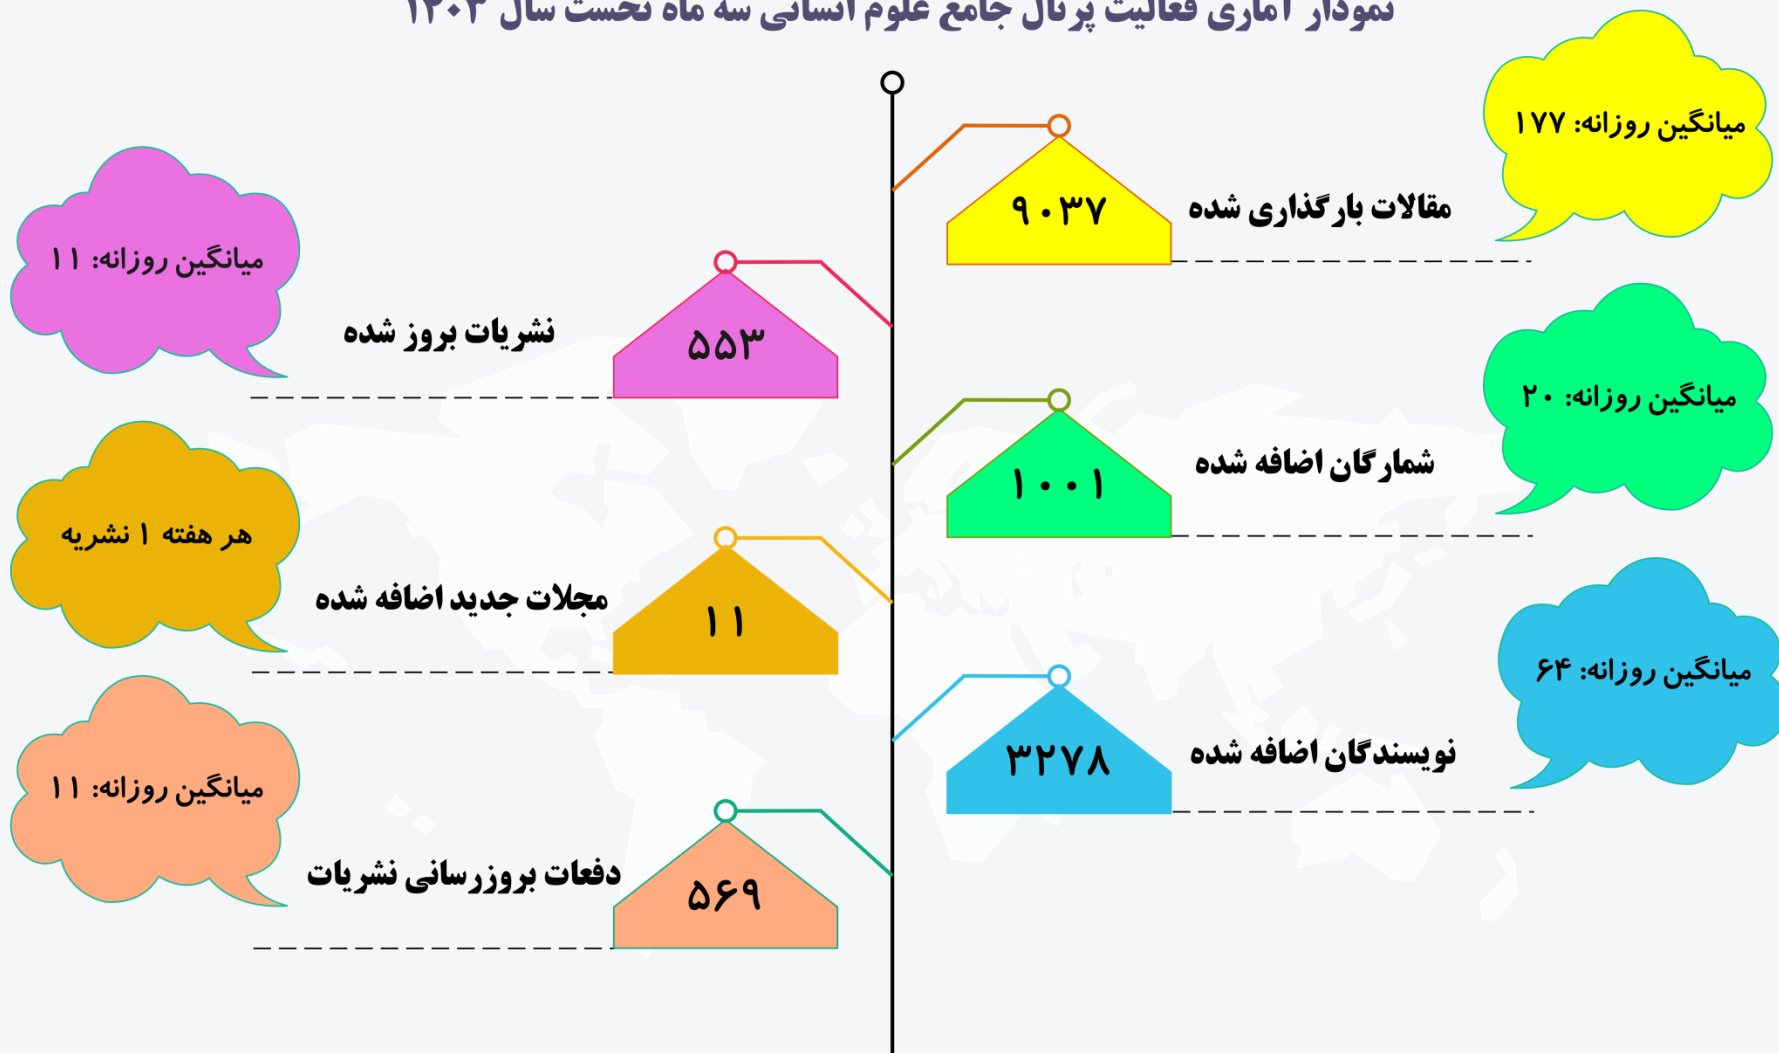 نمودار آماری فعالیت پرتال جامع علوم انسانی سه ماه نخست سال ۱۴۰۳
میانگین روزانه: ۱۷۷
۹۰۳۷
مقالات بارگذاری شده
میانگین روزانه: ۱۱
۵۵۳
نشریات بروز شده
میانگین روزانه: ۲۰
۱۰۰۱
شمارگان اضافه شده
هر هفته ۱ نشریه
۱۱
مجلات جدید اضافه شده
میانگین روزانه: ۶۴
۳۲۷۸
نویسندگان اضافه شده
میانگین روزانه: ۱۱
۵۶۹
دفعات بروزرسانی نشریات